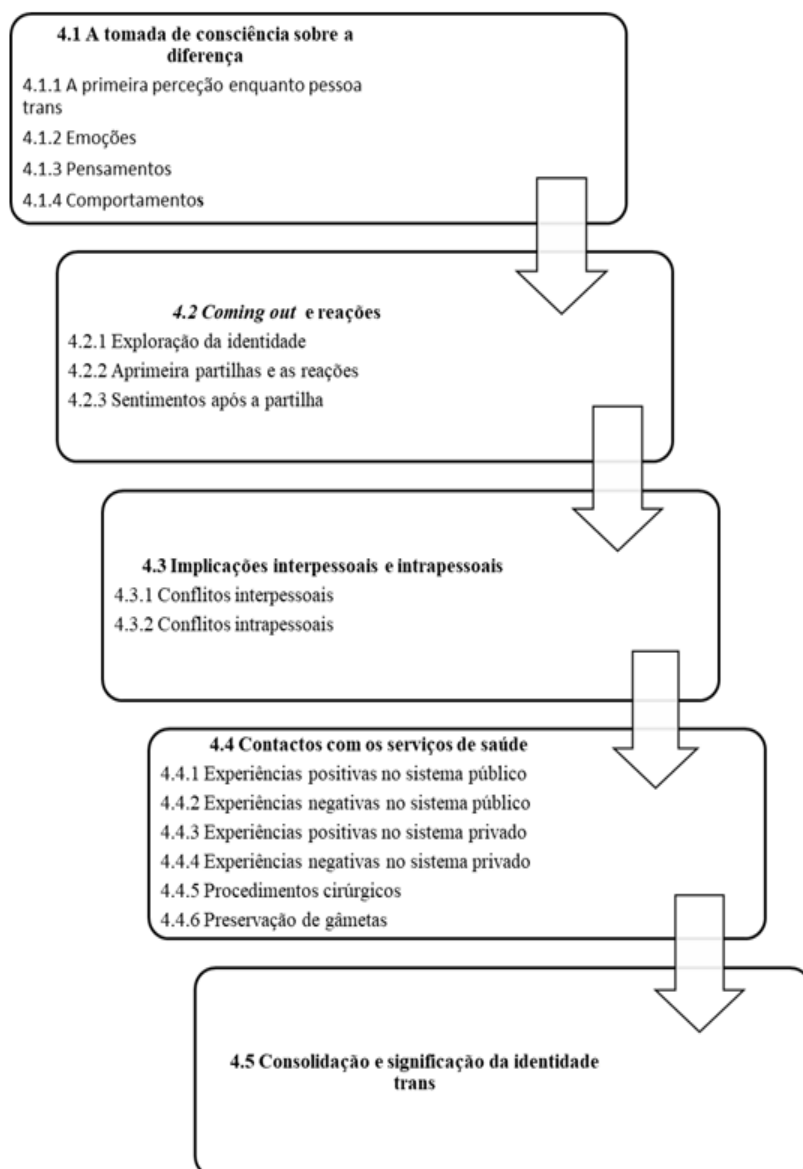 4.1 A tomada de consciência sobre a
diferença
4.1.1 A primeira perceção enquanto pessoa
trans
4.1.2 Emoções
4.1.3 Pensamentos
4.1.4 Comportamentos
4.2 Coming out e reações
4.2.1 Exploração da identidade
4.2.2 Aprimeira partilhas e as reações
4.2.3 Sentimentos após a partilha
4.3 Implicações interpessoais e intrapessoais
4.3.1 Conflitos interpessoais
4.3.2 Conflitos intrapessoais
4.4 Contactos com os serviços de saúde
4.4.1 Experiências positivas no sistema público
4.4.2 Experiências negativas no sistema público
4.4.3 Experiências positivas no sistema privado
4.4.4 Experiências negativas no sistema privado
4.4.5 Procedimentos cirúrgicos
4.4.6 Preservação de gâmetas
4.5 Consolidação e significação da identidade
trans